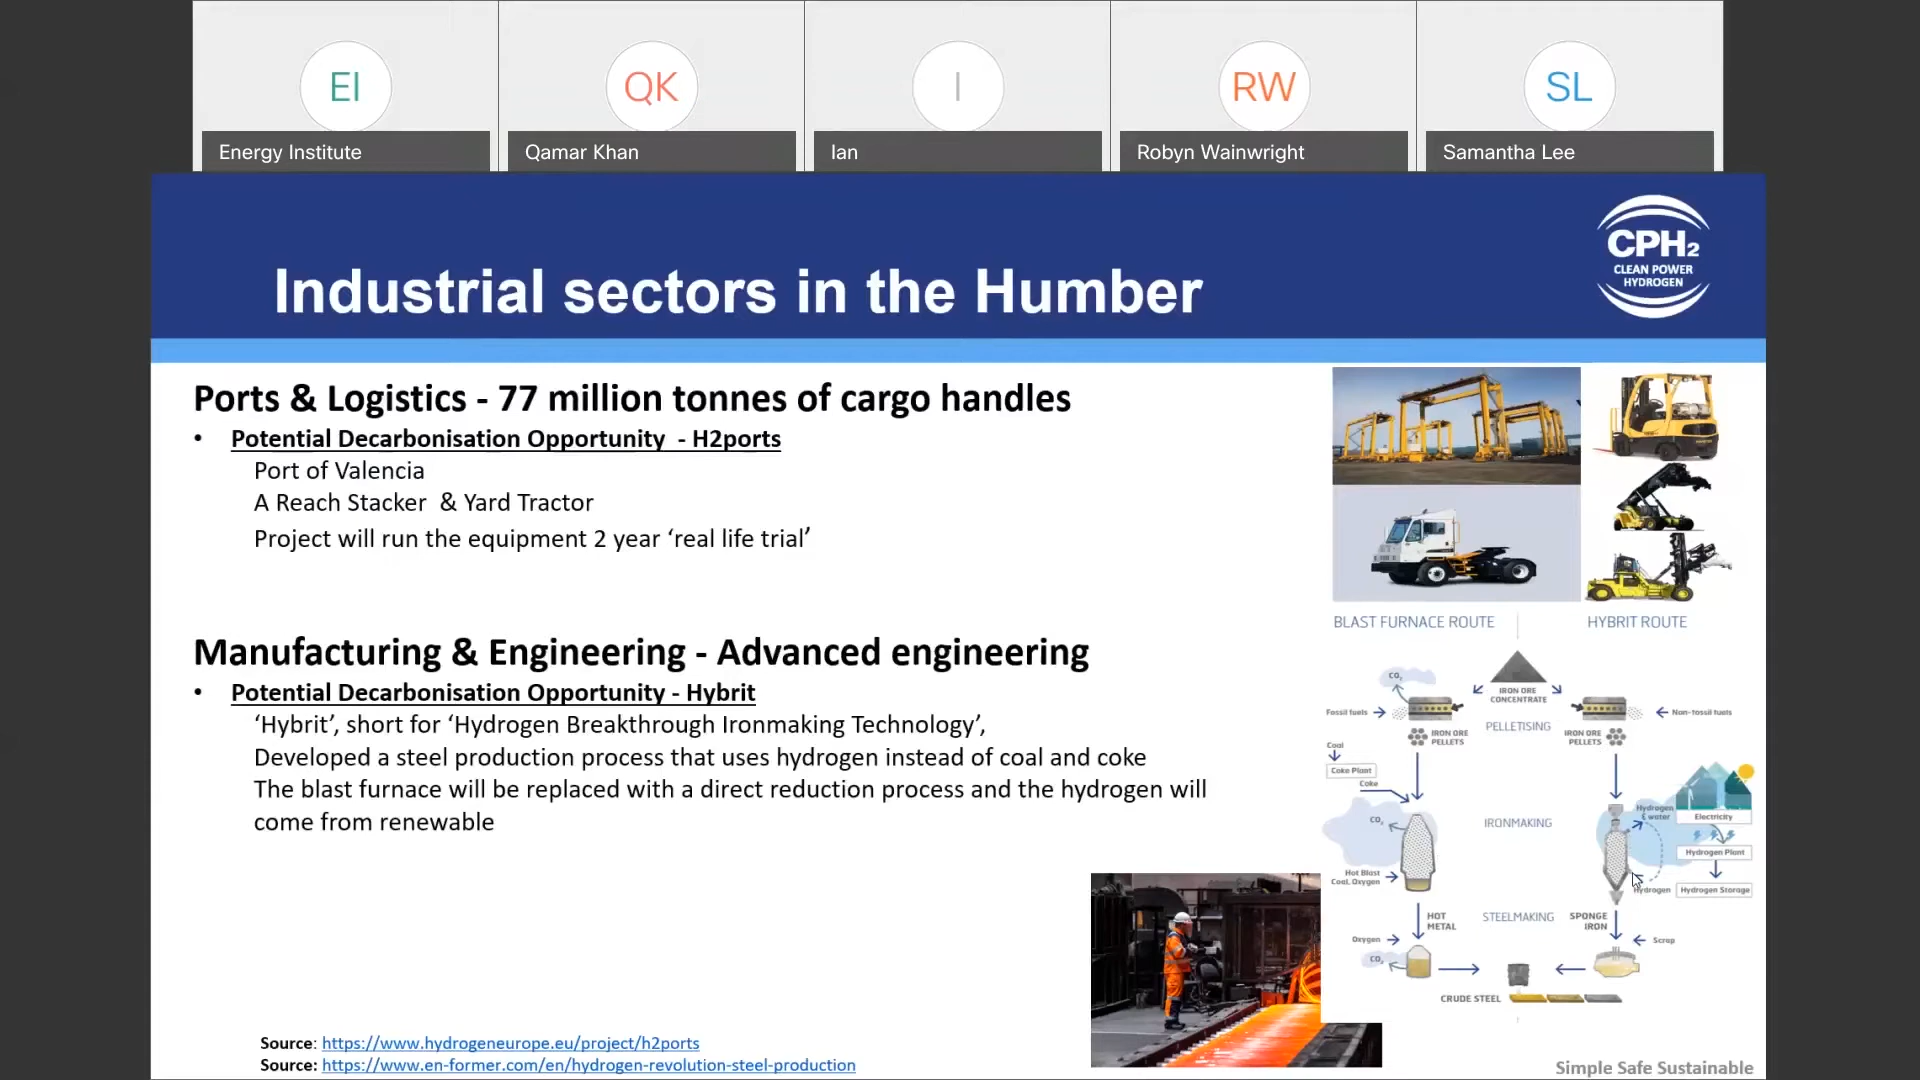 EI
QK
I
RW
SL
Energy Institute
Qamar Khan
Ian
Robyn Wainwright
Samantha Lee
Industrial sectors in the Humber
CPH2
CLEAN POWER
HYDROGEN
Ports & Logistics - 77 million tonnes of cargo handles
• Potential Decarbonisation Opportunity - H2ports
Port of Valencia
A Reach Stacker & Yard Tractor
Project will run the equipment 2 year ‘real life trial’
Manufacturing & Engineering - Advanced engineering
• Potential Decarbonisation Opportunity - Hybrit
‘Hybrit’, short for ‘Hydrogen Breakthrough Ironmaking Technology’,
Developed a steel production process that uses hydrogen instead of coal and coke
The blast furnace will be replaced with a direct reduction process and the hydrogen will
come from renewable
BLAST FURNACE ROUTE
HYBRIT ROUTE
CO2
IRON ORE
CONCENTRATE
Fossil fuels
Non-fossil fuels
PELLETISING
IRON ORE
PELLETS
IRON ORE
PELLETS
Coal
Coke Plant
Coke
CO2
IRONMAKING
Hydrogen
& water
Electricity
Hydrogen Plant
Hot Blast
Coal, Oxygen
Hydrogen
Hydrogen Storage
HOT
METAL
STEELMAKING
SPONGE
IRON
Oxygen
Scrap
CO2
CRUDE STEEL
Source: https://www.hydrogeneurope.eu/project/h2ports
Source: https://www.en-former.com/en/hydrogen-revolution-steel-production
Simple Safe Sustainable